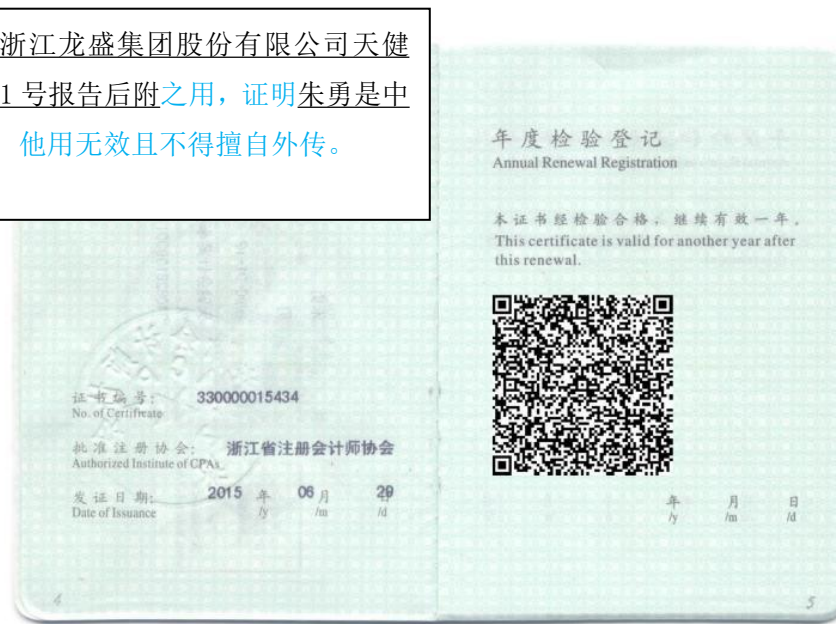 浙江龙盛集团股份有限公司天健
1 号报告后附之用，证明朱勇是中
他用无效且不得擅自外传。
证书编号： 330000015434
No. of Certificate
批准注册协会： 浙江省注册会计师协会
Authorized Institute of CPAs
发证日期： 2015 年 06 月 29 日
Date of Issuance /y /m /d
4
年度检验登记
Annual Renewal Registration
本证书经检验合格，继续有效一年。
This certificate is valid for another year after
this renewal.
年 月 日
/y /m /d
5